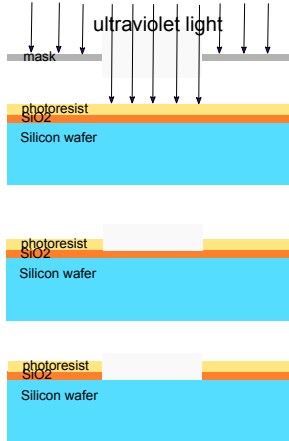 ultraviolet light
mask
photoresist
SiO2
Silicon wafer
photoresist
SiO2
Silicon wafer
photoresist
SiO2
Silicon wafer